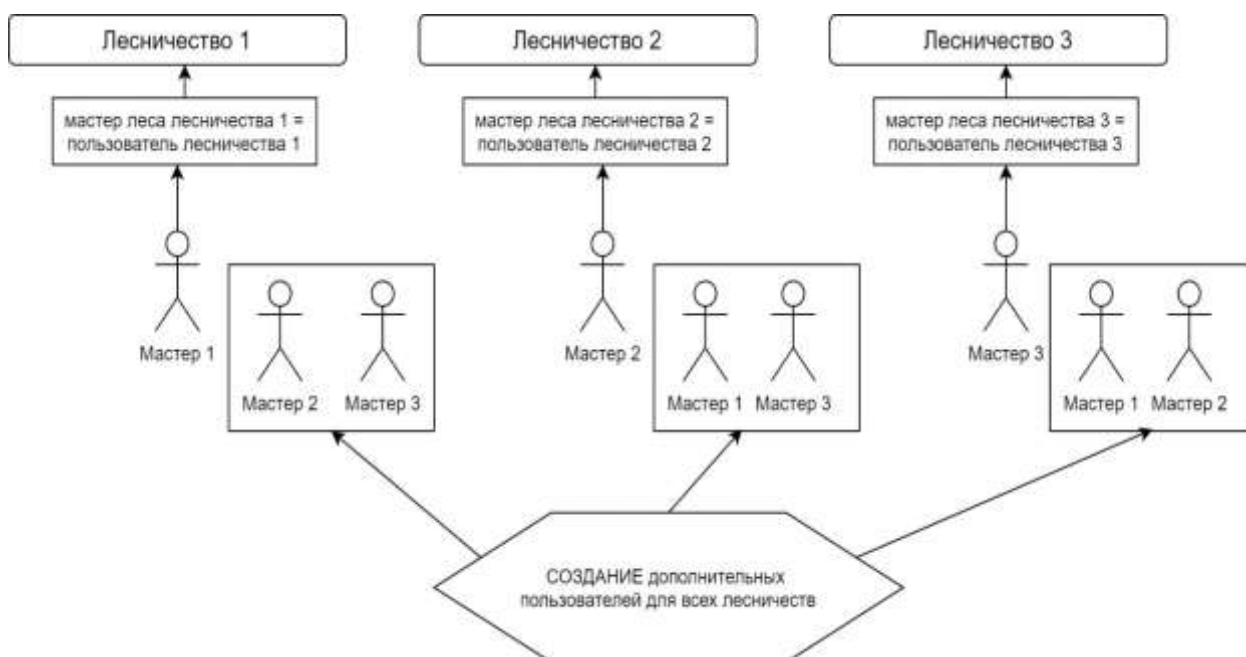 Лесничество 1
Лесничество 2
Лесничество 3
мастер леса лесничества 1 =
пользователь лесничества 1
мастер леса лесничества 2 =
пользователь лесничества 2
мастер леса лесничества 3 =
пользователь лесничества 3
Мастер 1
Мастер 2
Мастер 3
Мастер 2
Мастер 1
Мастер 3
Мастер 3
Мастер 1
Мастер 2
СОЗДАНИЕ дополнительных
пользователей для всех лесничеств